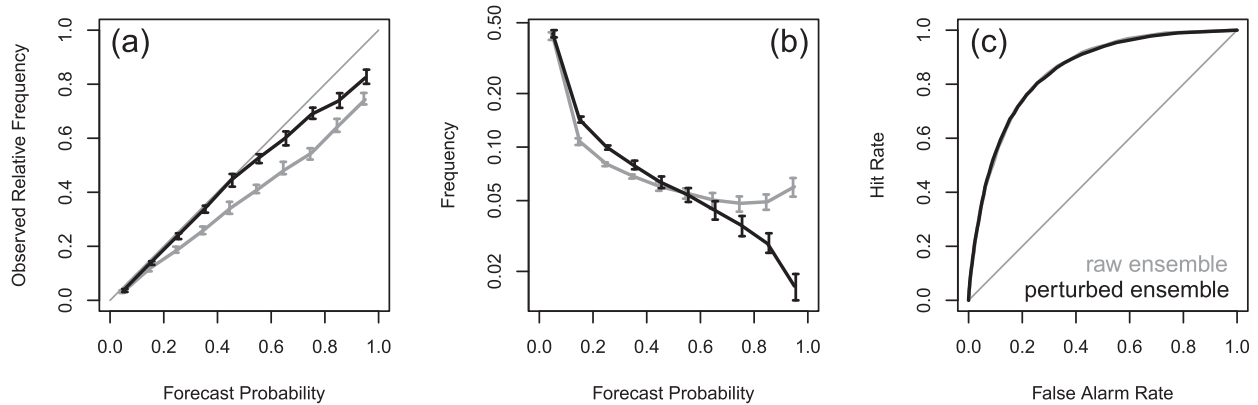 (a)
Observed Relative Frequency
1.0
0.8
0.6
0.4
0.2
0.0
0.0 0.2 0.4 0.6 0.8 1.0
Forecast Probability
(b)
Frequency
0.50
0.20
0.10
0.05
0.02
0.0 0.2 0.4 0.6 0.8 1.0
Forecast Probability
(c)
Hit Rate
1.0
0.8
0.6
0.4
0.2
0.0
raw ensemble
perturbed ensemble
0.0 0.2 0.4 0.6 0.8 1.0
False Alarm Rate